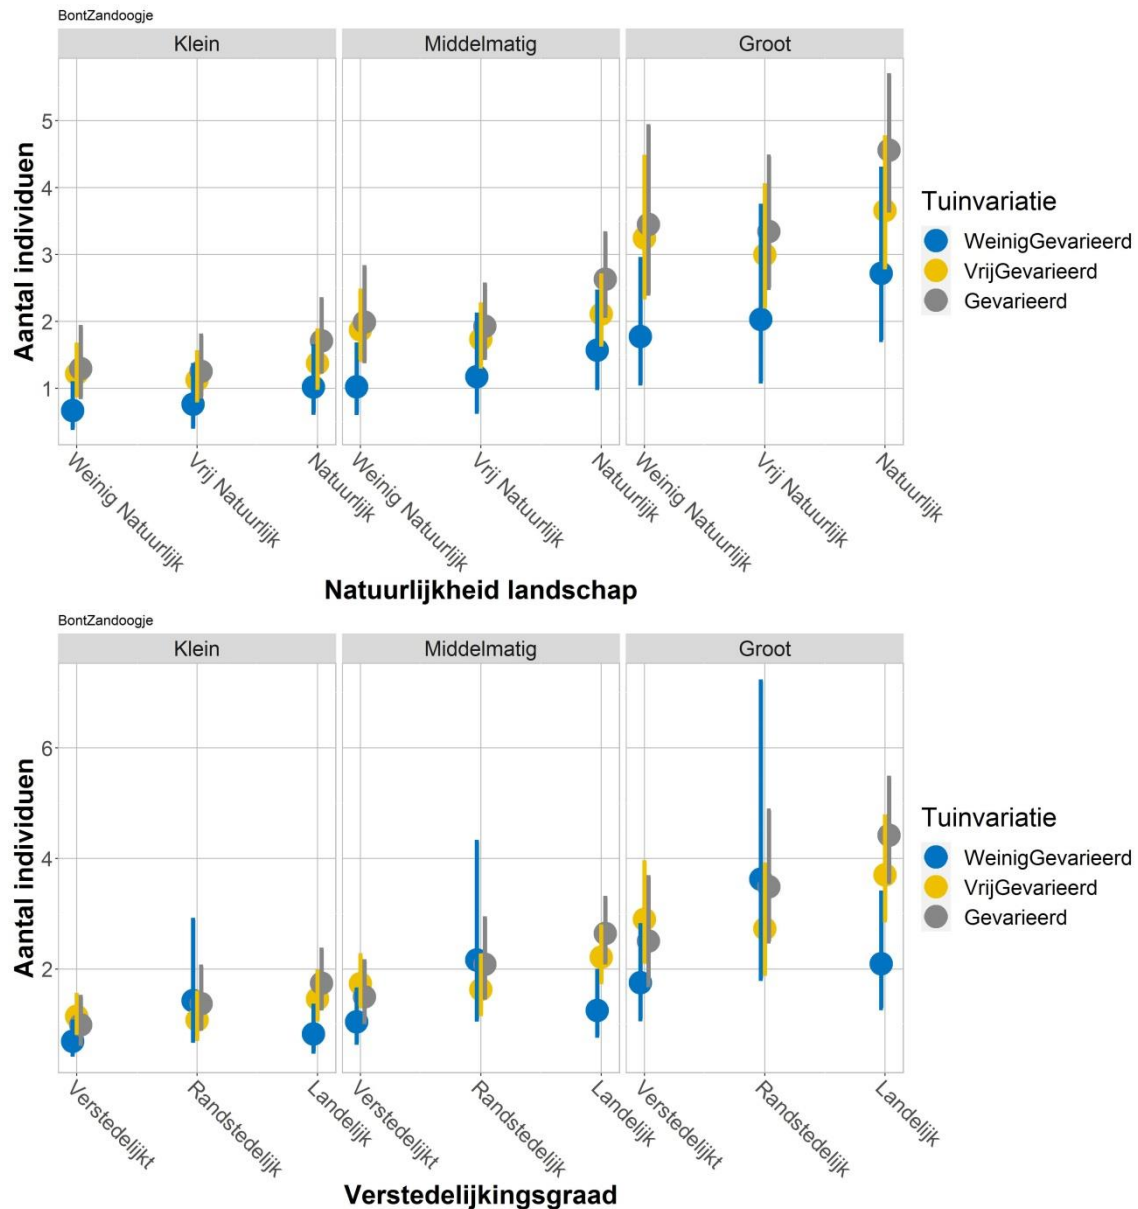 BontZandoogje
Klein
Middelmatig
Groot
Aantal individuen
5
4
3
2
1
Weinig Natuurlijk
Vrij Natuurlijk
Natuurlijk
Weinig Natuurlijk
Vrij Natuurlijk
Natuurlijk
Weinig Natuurlijk
Vrij Natuurlijk
Natuurlijk
Natuurlijkheid landschap
Tuinvariatie
WeinigGevarieerd
VrijGevarieerd
Gevarieerd
BontZandoogje
Klein
Middelmatig
Groot
Aantal individuen
6
4
2
Verstedelijkt
Randstedelijk
Landelijk
Verstedelijkt
Randstedelijk
Landelijk
Verstedelijkt
Randstedelijk
Landelijk
Verstedelijkingsgraad
Tuinvariatie
WeinigGevarieerd
VrijGevarieerd
Gevarieerd